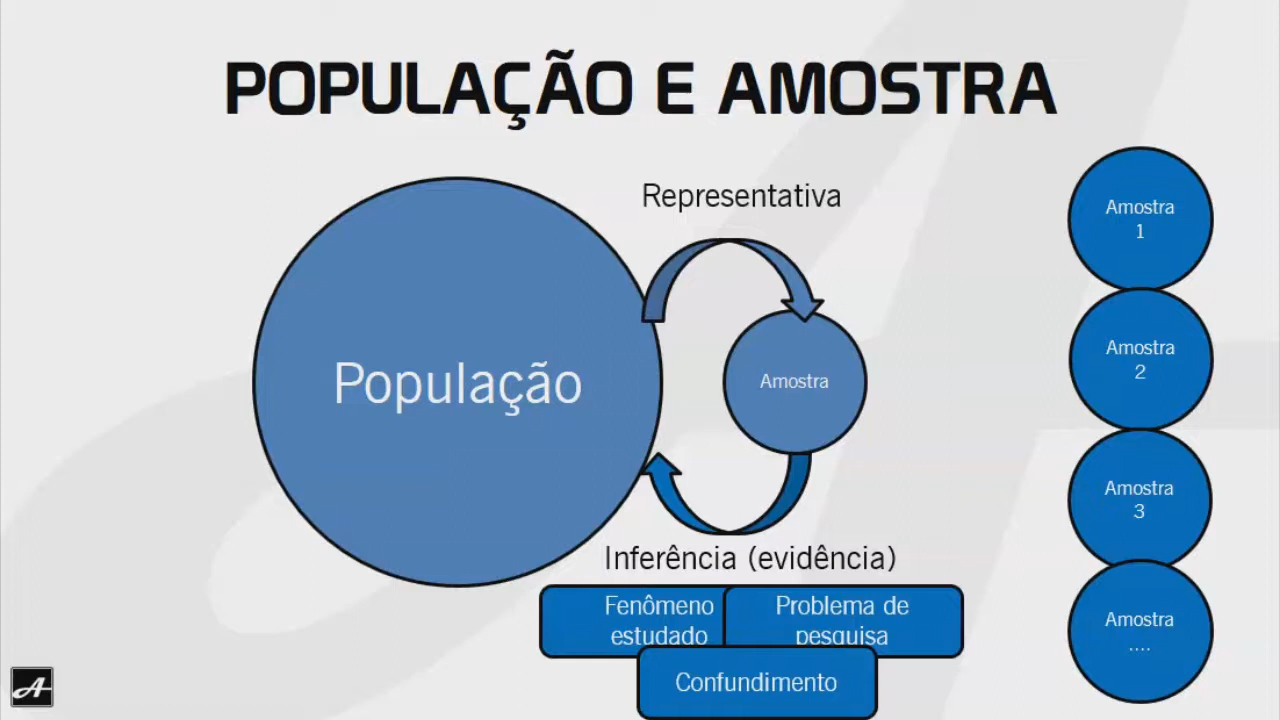 POPULAÇÃO E AMOSTRA
Representativa
População
Amostra
Inferência (evidência)
Fenômeno
estudado
Problema de
pesquisa
Confundimento
Amostra
1
Amostra
2
Amostra
3
Amostra
....